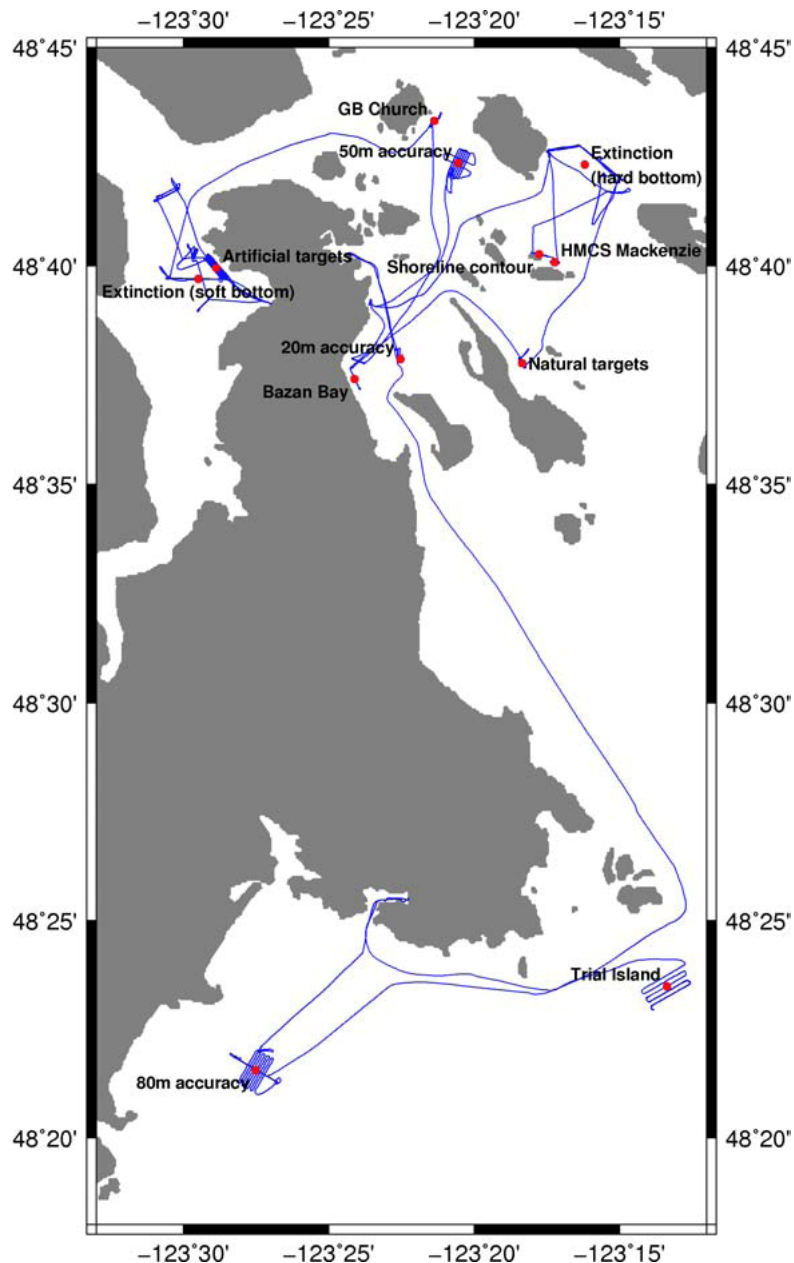 −123˚30' −123˚25' −123˚20' −123˚15'
48˚45' 48˚45'
GB Church
50m accuracy
Extinction
(hard bottom)
HMCS Mackenzie
Artificial targets
Shoreline contour
48˚40' 48˚40'
Extinction (soft bottom)
20m accuracy
Natural targets
Bazan Bay
48˚35' 48˚35'
48˚30' 48˚30'
48˚25' 48˚25'
Trial Island
80m accuracy
48˚20' 48˚20'
−123˚30' −123˚25' −123˚20' −123˚15'